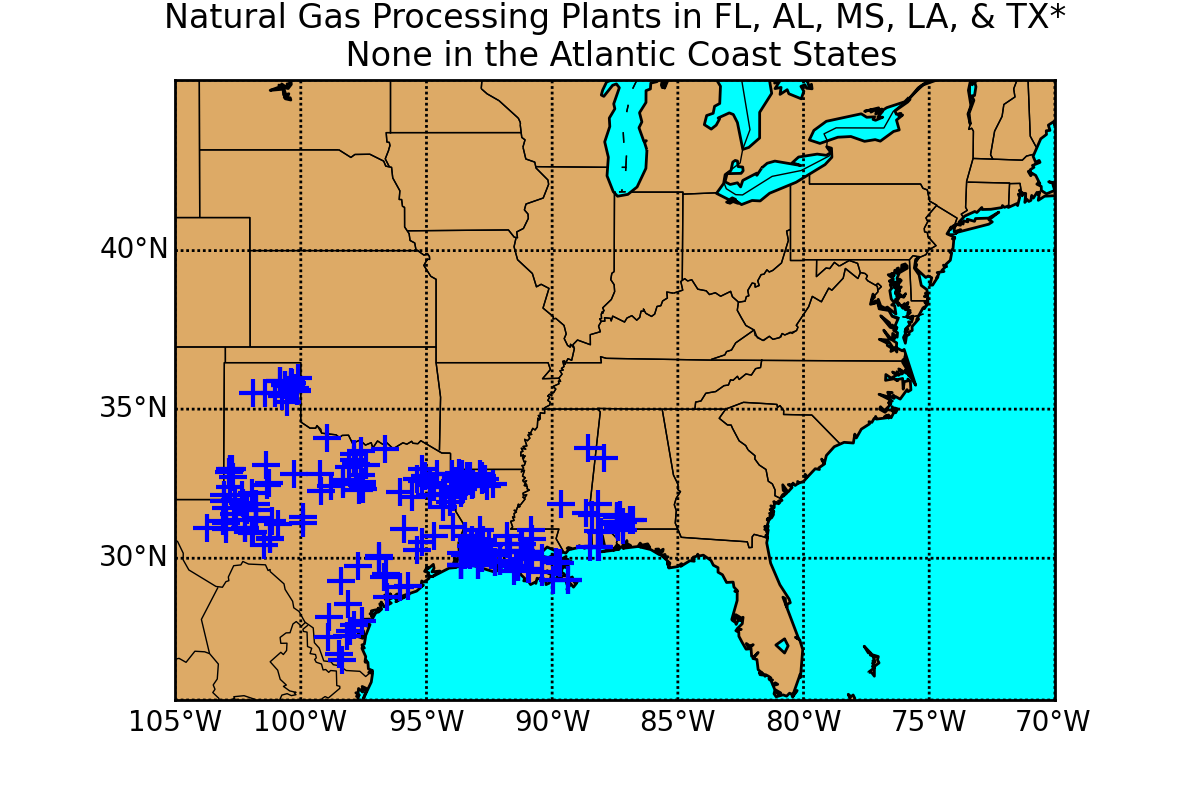 Natural Gas Processing Plants in FL, AL, MS, LA, & TX*
None in the Atlantic Coast States
40°N
35°N
30°N
105°W 100°W 95°W 90°W 85°W 80°W 75°W 70°W